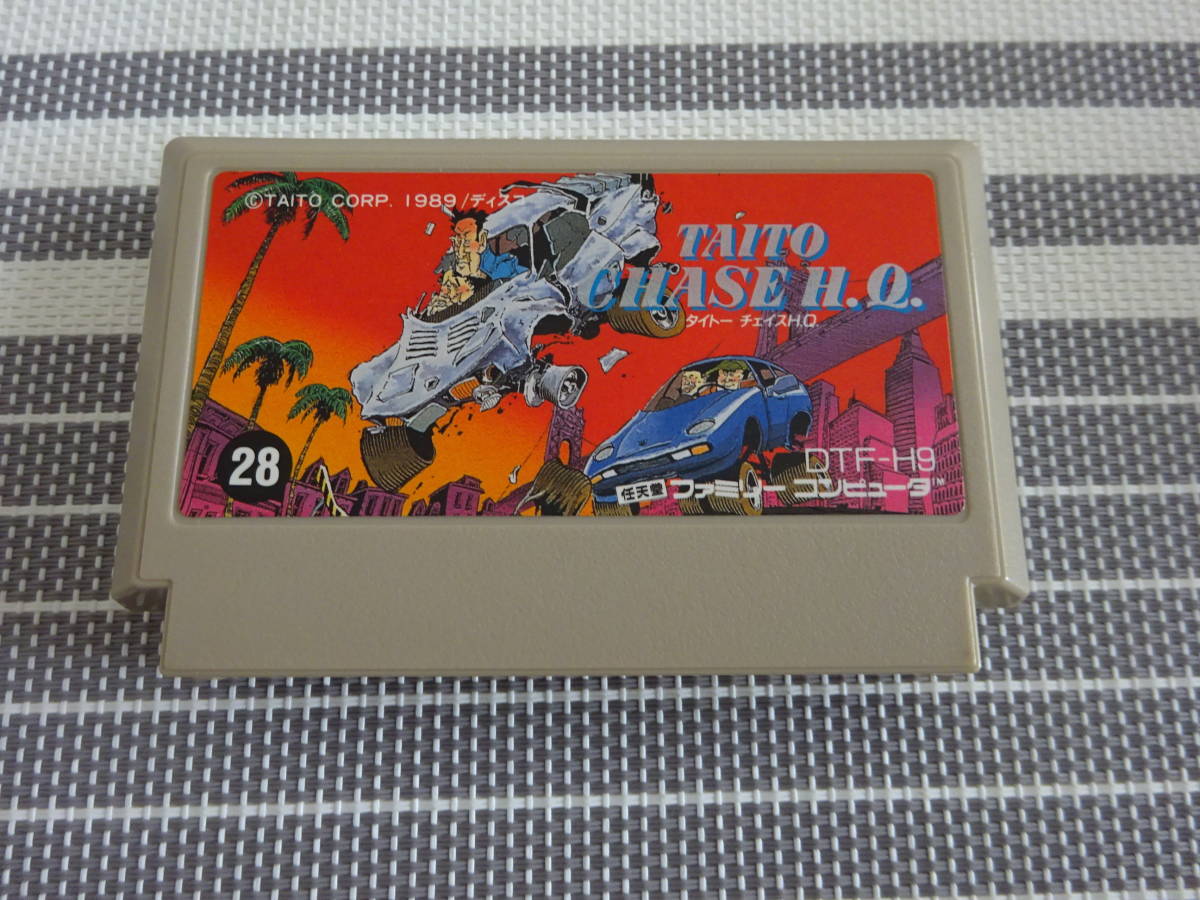 ©TAITO CORP. 1989/ディスコ
TAITO
CHASE H.Q.
タイトー チェイスH.Q.
28
DTF-H9
任天堂 ファミリー コンピュータ™